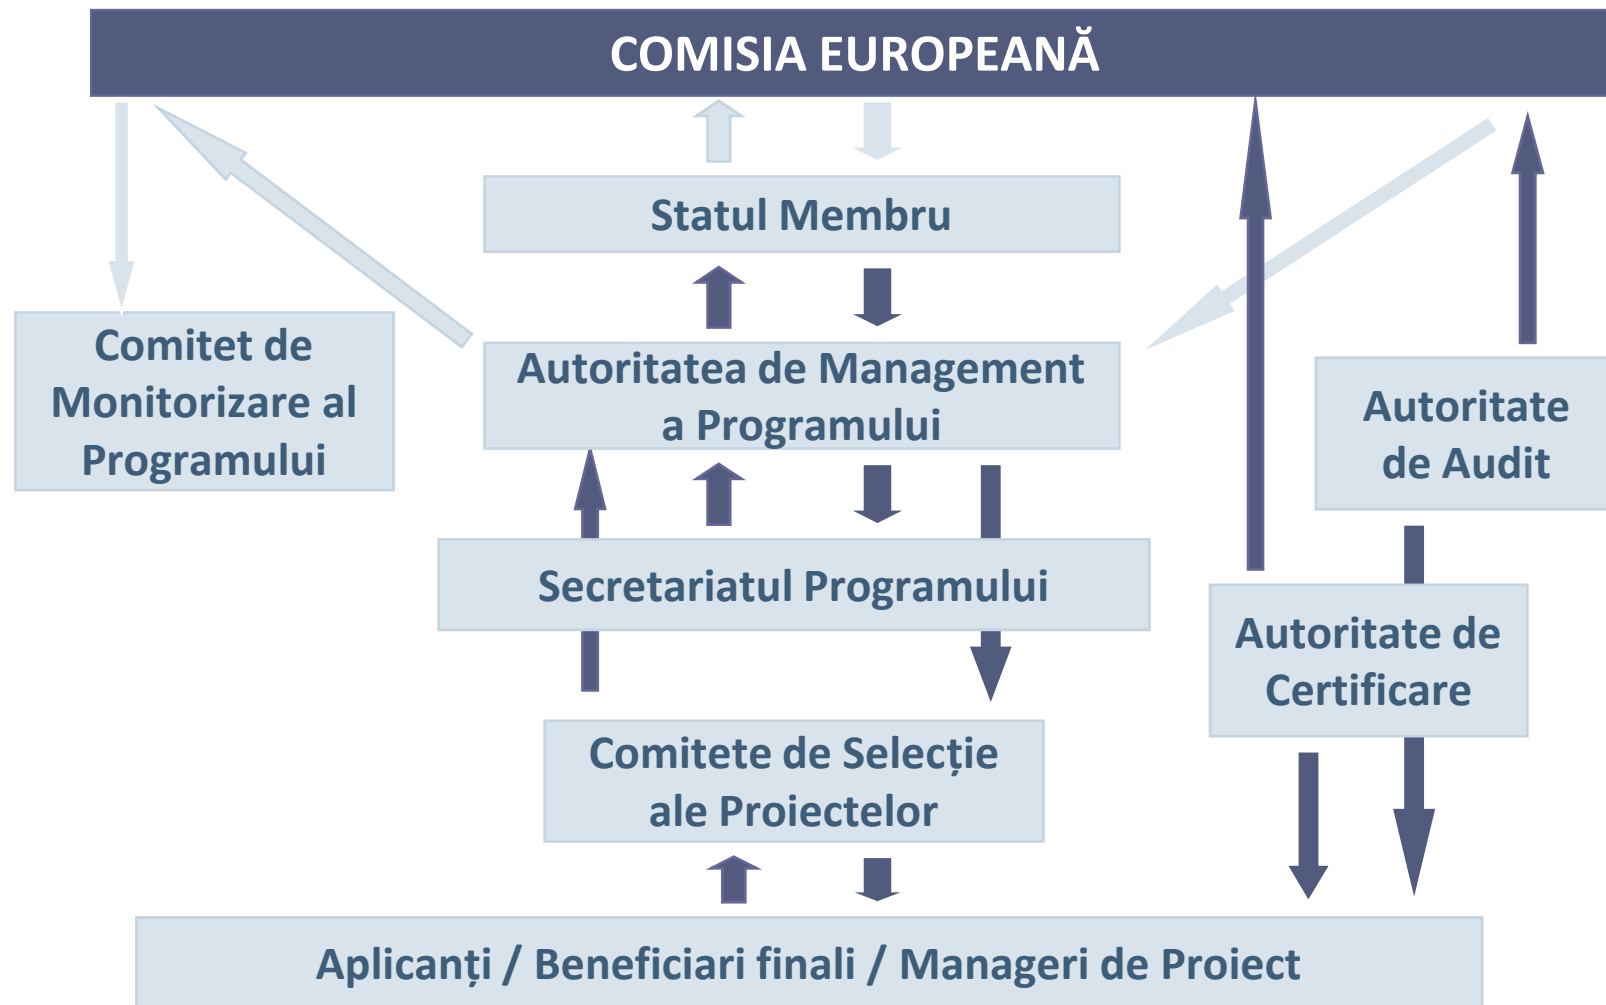 COMISIA EUROPEANĂ
Statul Membru
Comitet de
Monitorizare al
Programului
Autoritatea de Management
a Programului
Autoritate
de Audit
Secretariatul Programului
Autoritate de
Certificare
Comitete de Selecție
ale Proiectelor
Aplicanți / Beneficiari finali / Manageri de Proiect